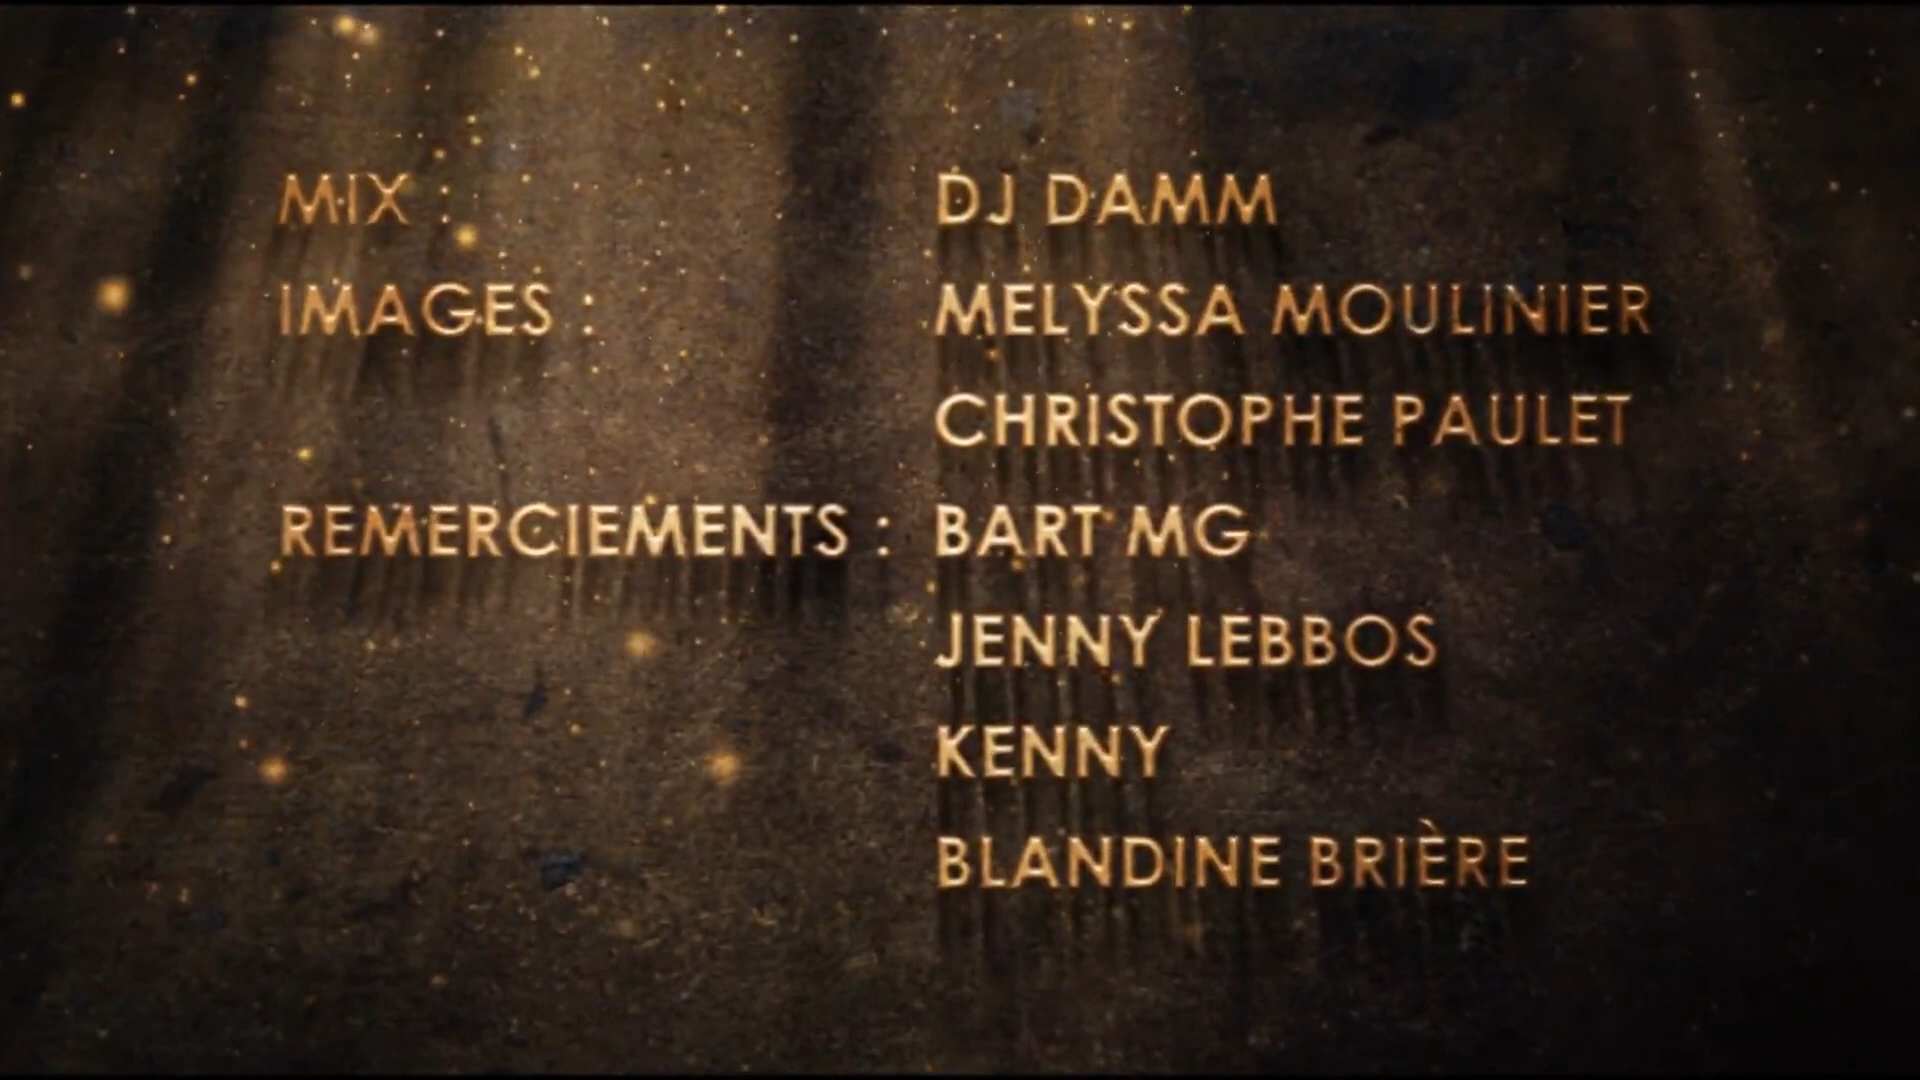 MIX : DJ DAMM
IMAGES : MELYSSA MOULINIER
CHRISTOPHE PAULET
REMERCIEMENTS : BART MG
JENNY LEBBOS
KENNY
BLANDINE BRIÈRE